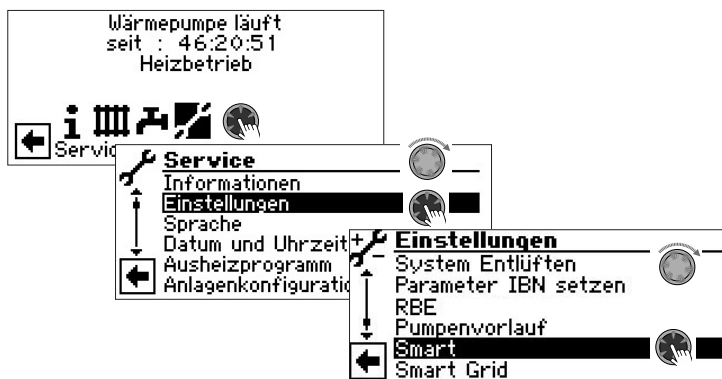 Wärmepumpe läuft
seit : 46:20:51
Heizbetrieb
Servic
Service
Informationen
Einstellungen
Sprache
Datum und Uhrzeit
Ausheizprogramm
Anlagenkonfiguratio
Einstellungen
System Entlüften
Parameter IBN setzen
RBE
Pumpenvorlauf
Smart
Smart Grid